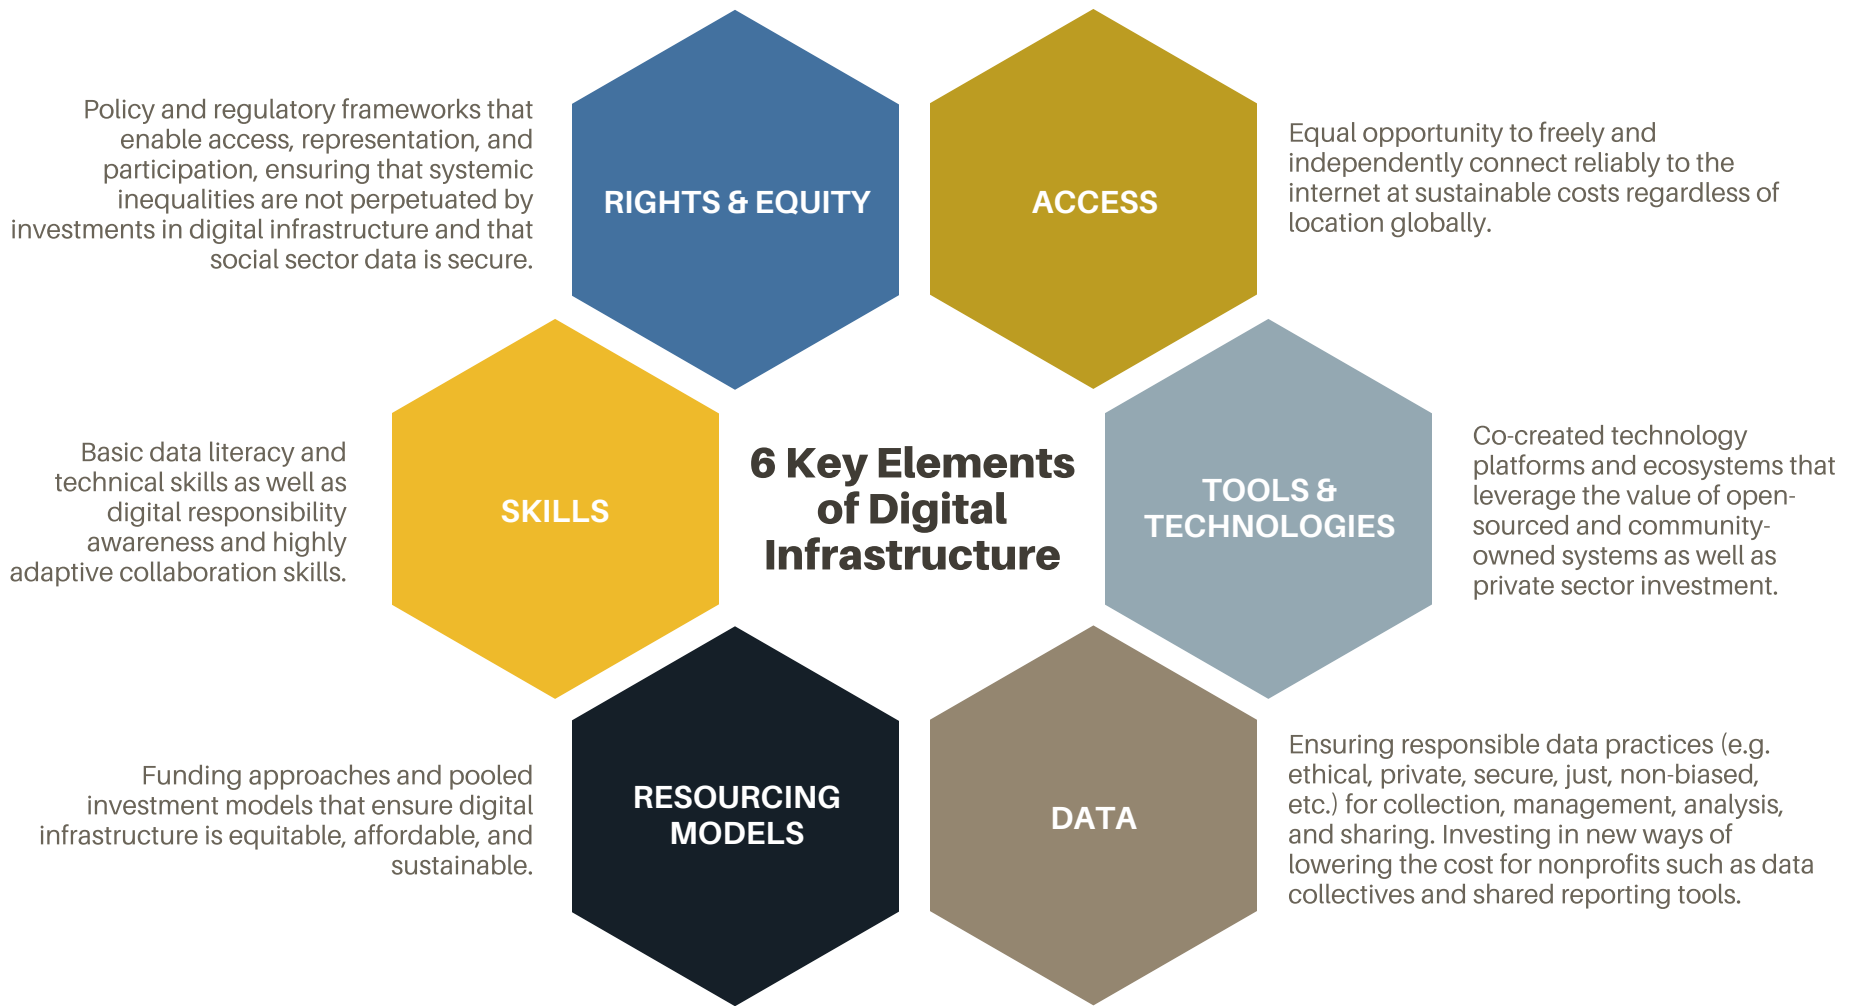 Policy and regulatory frameworks that
enable access, representation, and
participation, ensuring that systemic
inequalities are not perpetuated by
investments in digital infrastructure and that
social sector data is secure.
RIGHTS & EQUITY
ACCESS
Equal opportunity to freely and
independently connect reliably to the
internet at sustainable costs regardless of
location globally.
Basic data literacy and
technical skills as well as
digital responsibility
awareness and highly
adaptive collaboration skills.
SKILLS
6 Key Elements
of Digital
Infrastructure
TOOLS &
TECHNOLOGIES
Co-created technology
platforms and ecosystems that
leverage the value of open-
sourced and community-
owned systems as well as
private sector investment.
Funding approaches and pooled
investment models that ensure digital
infrastructure is equitable, affordable, and
sustainable.
RESOURCING
MODELS
DATA
Ensuring responsible data practices (e.g.
ethical, private, secure, just, non-biased,
etc.) for collection, management, analysis,
and sharing. Investing in new ways of
lowering the cost for nonprofits such as data
collectives and shared reporting tools.